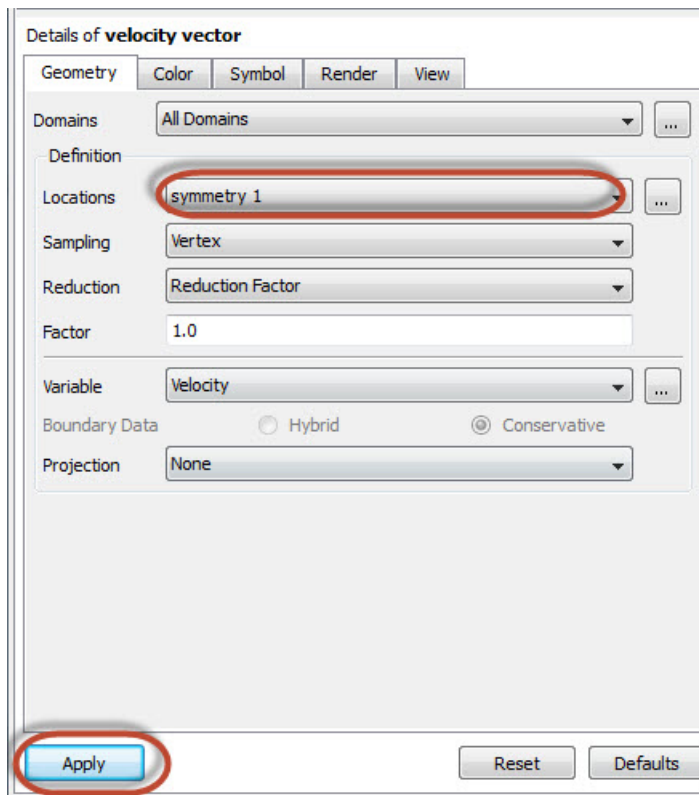 Details of velocity vector
Geometry Color Symbol Render View
Domains All Domains ...
Definition
Locations symmetry 1 ...
Sampling Vertex
Reduction Reduction Factor
Factor 1.0
Variable Velocity ...
Boundary Data Hybrid Conservative
Projection None
Apply Reset Defaults